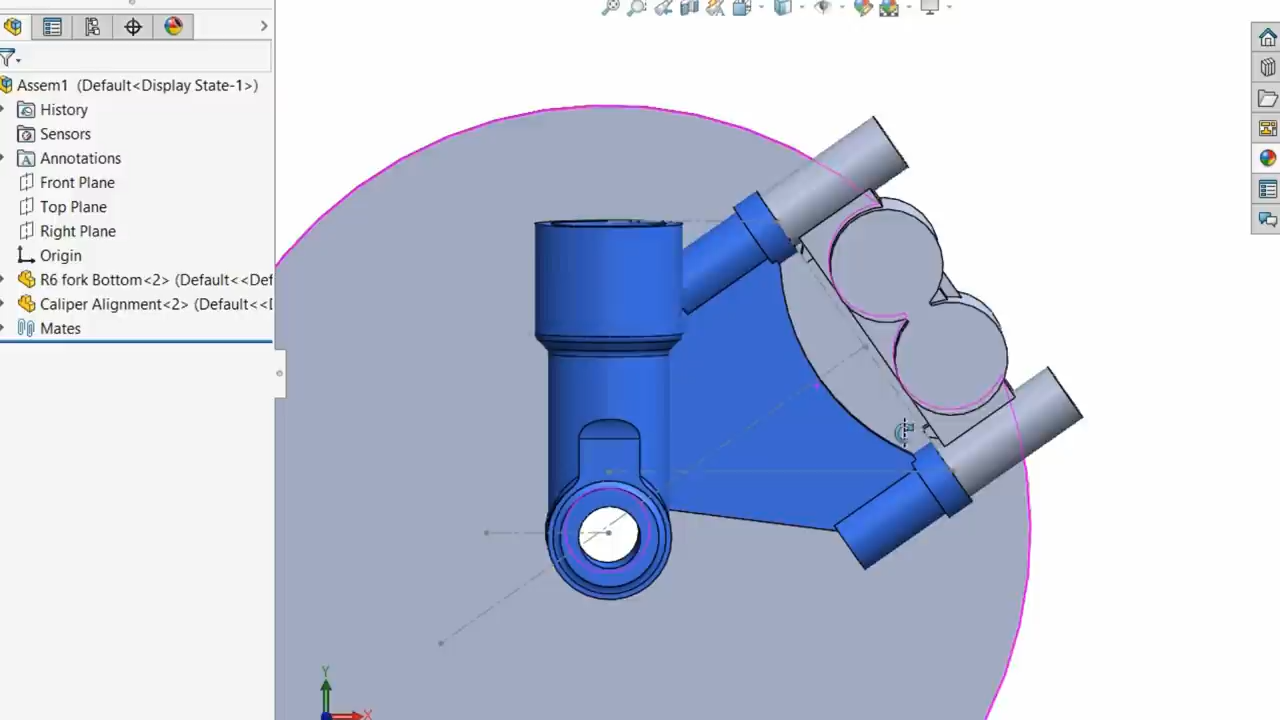 Assem1 (Default<Display State-1>)
History
Sensors
A Annotations
Front Plane
Top Plane
Right Plane
Origin
R6 fork Bottom<2> (Default<<Def
Caliper Alignment<2> (Default<<[
Mates
Y
X